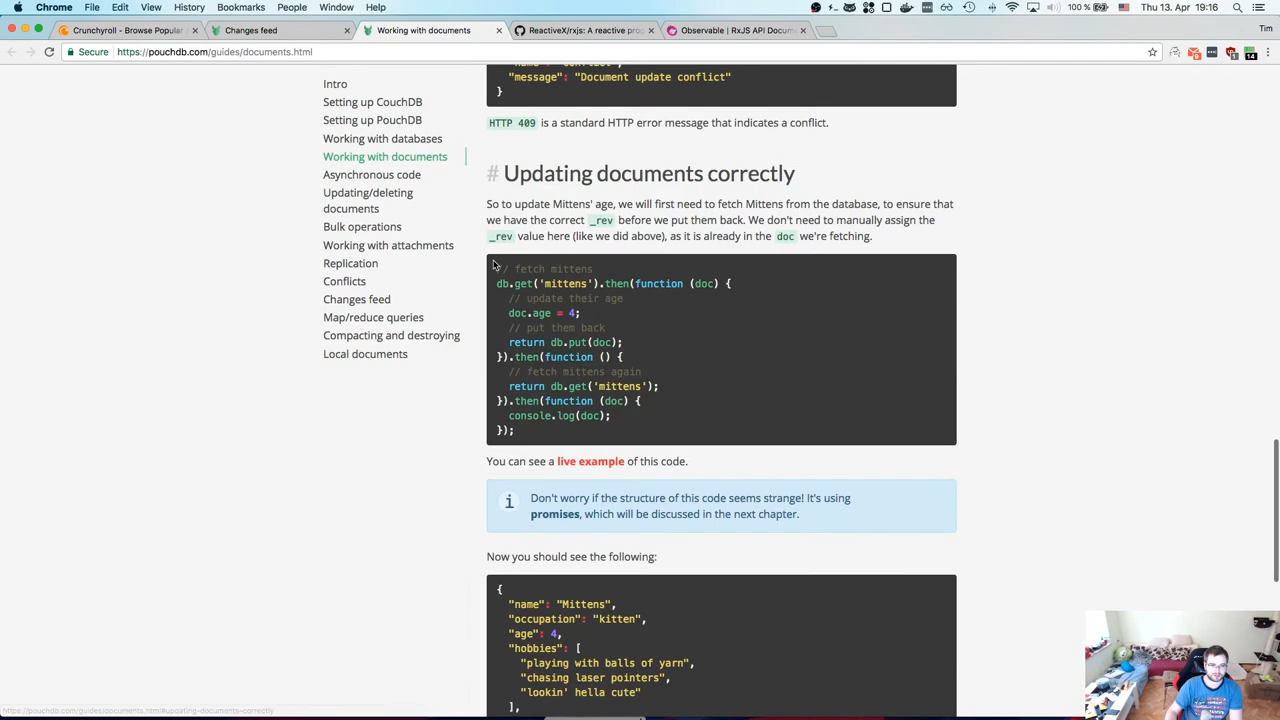 Chrome File Edit View History Bookmarks People Window Help
100 % Thu 13. Apr 19:16
Crunchyroll - Browse Popular
Changes feed
Working with documents
ReactiveX/rxjs: A reactive prog
Observable | RxJS API Docum
Tim
Secure https://pouchdb.com/guides/documents.html
Intro
Setting up CouchDB
Setting up PouchDB
Working with databases
Working with documents
Asynchronous code
Updating/deleting
documents
Bulk operations
Working with attachments
Replication
Conflicts
Changes feed
Map/reduce queries
Compacting and destroying
Local documents
"message": "Document update conflict"
}
HTTP 409 is a standard HTTP error message that indicates a conflict.
# Updating documents correctly
So to update Mittens' age, we will first need to fetch Mittens from the database, to ensure that
we have the correct _rev before we put them back. We don't need to manually assign the
_rev value here (like we did above), as it is already in the doc we're fetching.
// fetch mittens
db.get('mittens').then(function (doc) {
// update their age
doc.age = 4;
// put them back
return db.put(doc);
}).then(function () {
// fetch mittens again
return db.get('mittens');
}).then(function (doc) {
console.log(doc);
});
You can see a live example of this code.
Don't worry if the structure of this code seems strange! It's using
promises, which will be discussed in the next chapter.
Now you should see the following:
{
"name": "Mittens",
"occupation": "kitten",
"age": 4,
"hobbies": [
"playing with balls of yarn",
"chasing laser pointers",
"lookin' hella cute"
],
https://pouchdb.com/guides/documents.html#updating-documents-correctly